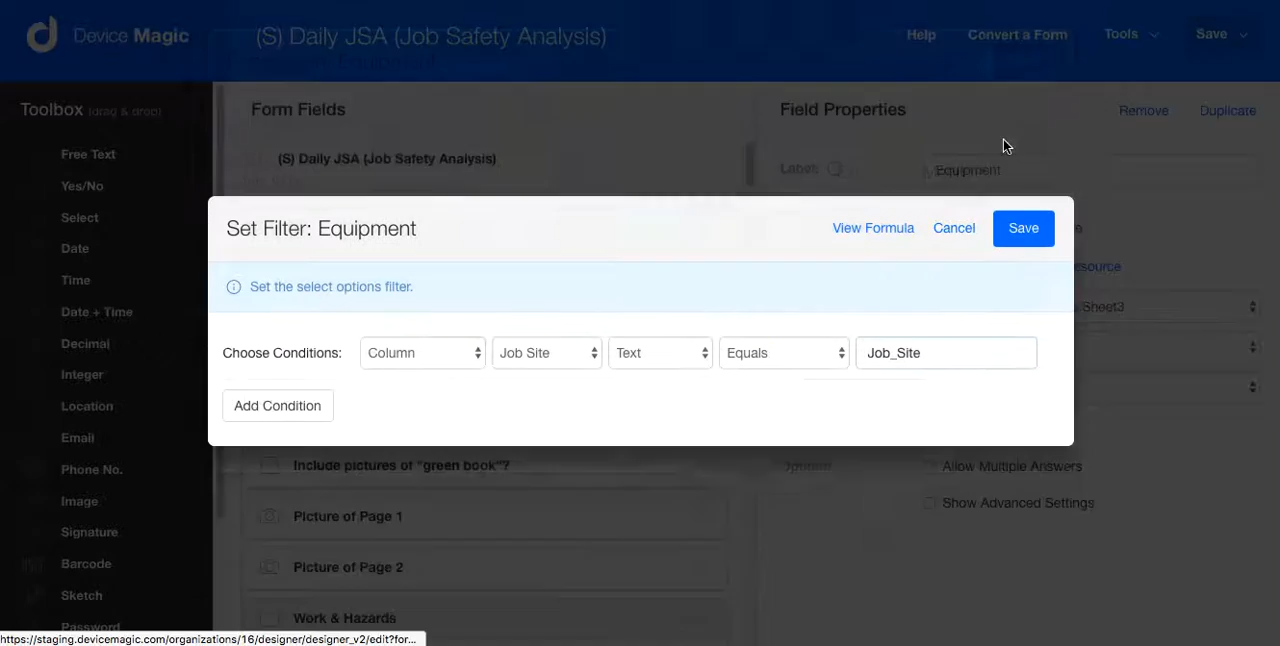 Device Magic
(S) Daily JSA (Job Safety Analysis)
Help
Convert a Form
Tools
Save
Toolbox (drag & drop)
Form Fields
Field Properties
Remove
Duplicate
Free Text
Yes/No
Select
Date
Time
Date + Time
Decimal
Integer
Location
Email
Phone No.
Image
Signature
Barcode
Sketch
Password
(S) Daily JSA (Job Safety Analysis)
Label:
Equipment
Set Filter: Equipment
View Formula
Cancel
Save
Set the select options filter.
Choose Conditions:
Column
Job Site
Text
Equals
Job_Site
Add Condition
Sheet3
Include pictures of "green book"?
Picture of Page 1
Picture of Page 2
Work & Hazards
Allow Multiple Answers
Show Advanced Settings
https://staging.devicemagic.com/organizations/16/designer/designer_v2/edit?for...